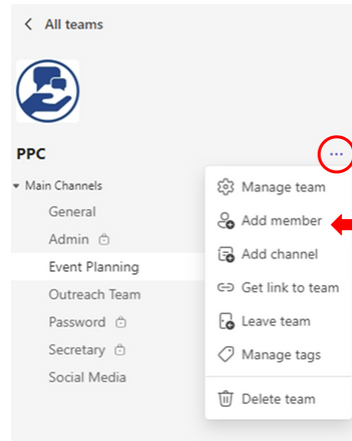 All teams
PPC
Main Channels
General
Admin
Event Planning
Outreach Team
Password
Secretary
Social Media
Manage team
Add member
Add channel
Get link to team
Leave team
Manage tags
Delete team